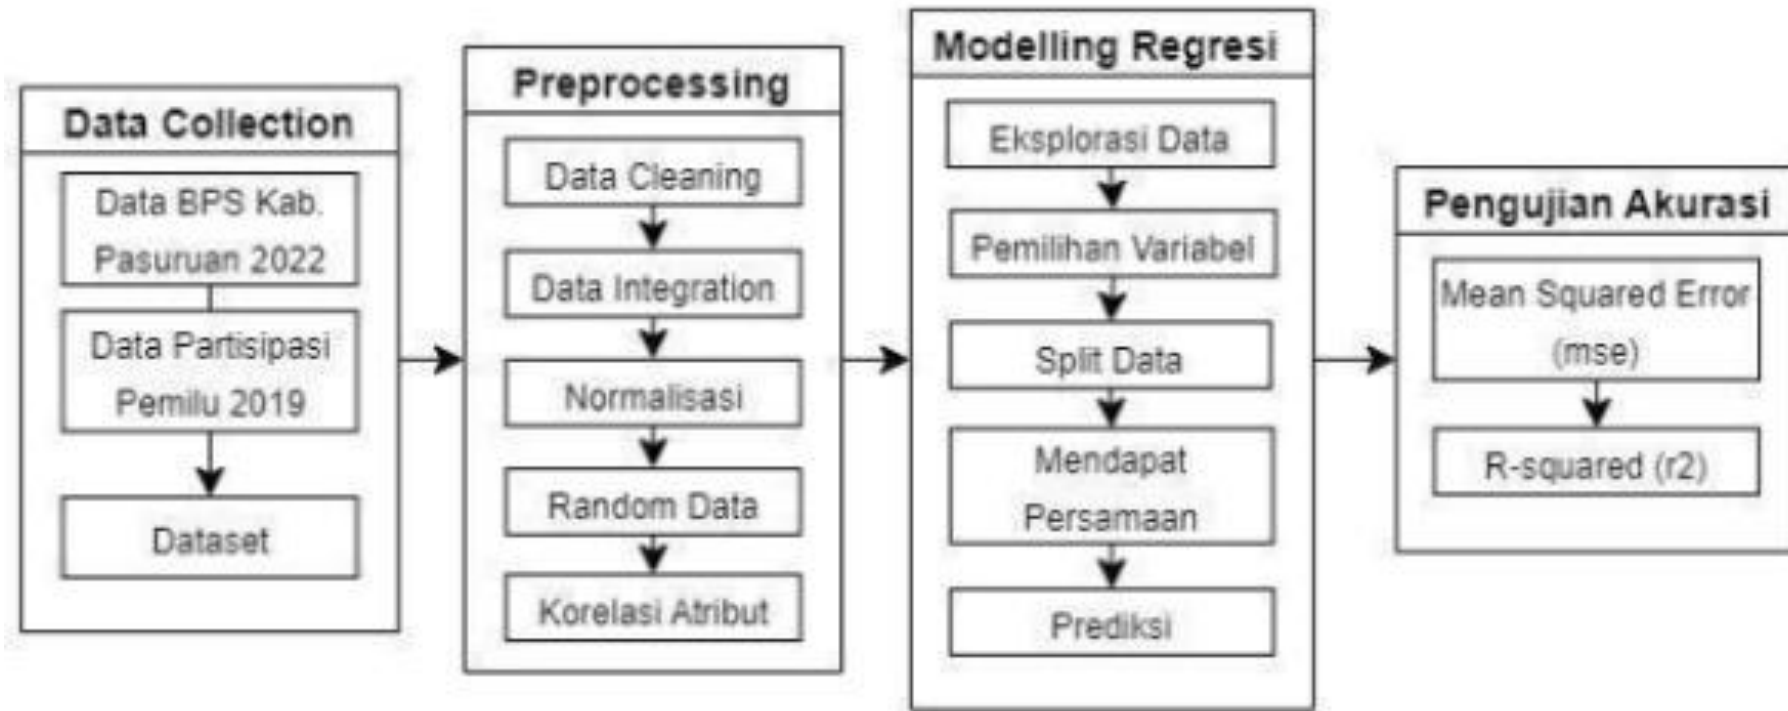 Data Collection
Data BPS Kab.
Pasuruan 2022
Data Partisipasi
Pemilu 2019
Dataset
Preprocessing
Data Cleaning
Data Integration
Normalisasi
Random Data
Korelasi Atribut
Modelling Regresi
Eksplorasi Data
Pemilihan Variabel
Split Data
Mendapat
Persamaan
Prediksi
Pengujian Akurasi
Mean Squared Error
(mse)
R-squared (r2)